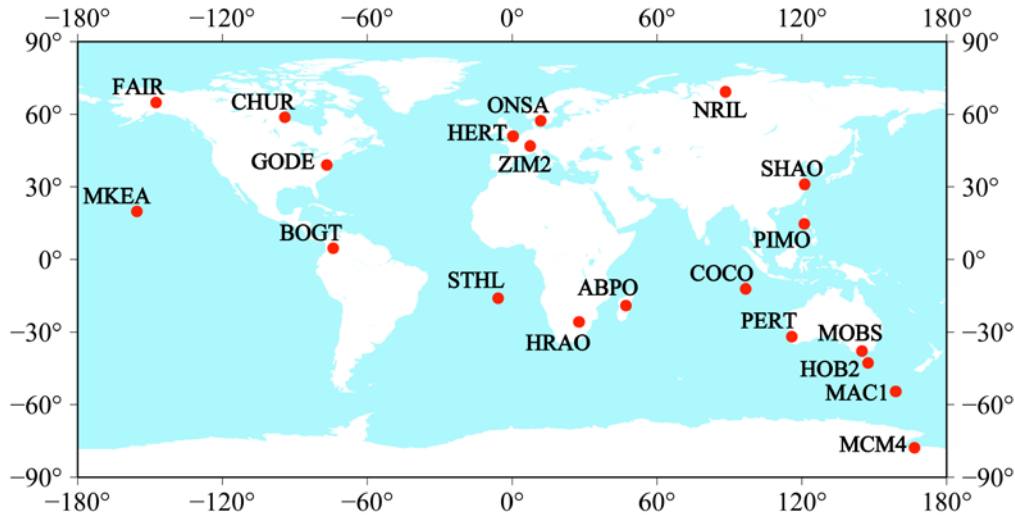 −180° −120° −60° 0° 60° 120° 180°
90° 90°
FAIR
CHUR
ONSA
NRIL
60° 60°
HERT
GODE
ZIM2
SHAO
30° 30°
MKEA
BOGT
PIMO
0° 0°
STHL
ABPO
COCO
PERT
MOBS
−30° −30°
HRAO
HOB2
MAC1
−60° −60°
MCM4
−90° −90°
−180° −120° −60° 0° 60° 120° 180°